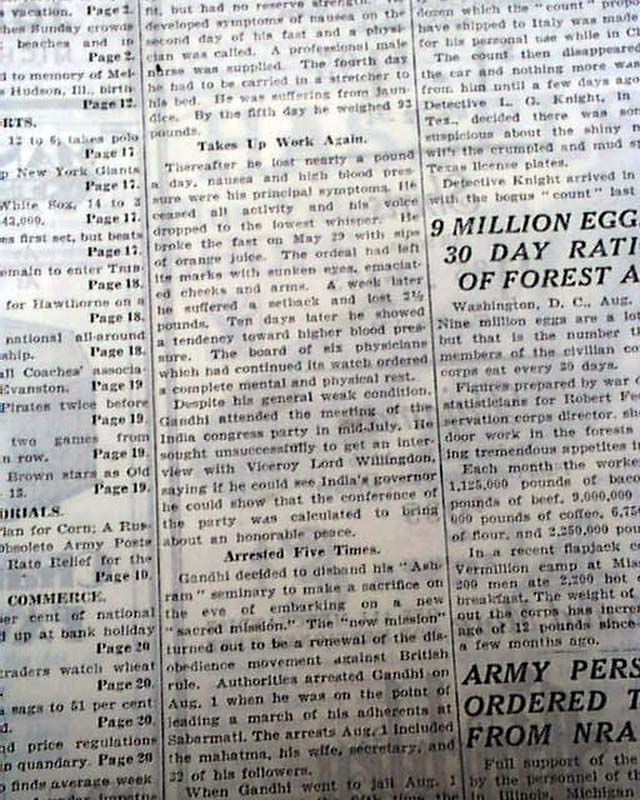 s vacation. Page 2.
hes Sunday crowds
beaches and in
Page 2.
d to memory of Mel-
Hudson, Ill., birth-
Page 12.
RTS.
12 to 6; takes polo
Page 17
p New York Giants
Page 17.
White Sox, 14 to 3
43,000. Page 17.
es first set, but beats
Page 17.
emain to enter Tran-
Page 18.
for Hawthorne on a
Page 18.
national all-around
ship. Page 18.
all Coaches' associa-
Evanston. Page 19
Pirates twice before
Page 19.
two games from
n row. Page 19.
Brown stars as Old
13. Page 19.
ORIALS.
Plan for Corn; A Rus-
Obsolete Army Posts
Rate Relief for the
Page 10.
COMMERCE.
er cent of national
d up at bank holiday
Page 20
traders watch wheat
Page 20.
sags to 51 per cent
d. Page 20.
nd price regulations
in quandary. Page 20
o finds average week
fit, but had no reserve strength.
developed symptoms of nausea on the
second day of his fast and a physi-
cian was called. A professional male
nurse was supplied. The fourth day
he had to be carried in a stretcher to
his bed. He was suffering from jaun-
dice. By the fifth day he weighed 93
pounds.
Takes Up Work Again.
Thereafter he lost nearly a pound
a day, nausea and high blood pres-
sure were his principal symptoms. He
ceased all activity and his voice
dropped to the lowest whisper. He
broke the fast on May 29 with sips
of orange juice. The ordeal had left
its marks with sunken eyes, emaciat-
ed cheeks and arms. A week later
he suffered a setback and lost 2½
pounds. Ten days later he showed
a tendency toward higher blood pres-
sure. The board of six physicians
which had continued its watch ordered
a complete mental and physical rest.
Despite his general weak condition,
Gandhi attended the meeting of the
India congress party in mid-July. He
sought unsuccessfully to get an inter-
view with Viceroy Lord Willingdon,
saying if he could see India's governor
he could show that the conference of
the party was calculated to bring
about an honorable peace.
Arrested Five Times.
Gandhi decided to disband his "Ash-
ram" seminary to make a sacrifice on
the eve of embarking on a new
"sacred mission." The "new mission"
turned out to be a renewal of the dis-
obedience movement against British
rule. Authorities arrested Gandhi on
Aug. 1 when he was on the point of
leading a march of his adherents at
Sabarmati. The arrests Aug. 1 included
the mahatma, his wife, secretary, and
32 of his followers.
When Gandhi went to jail Aug. 1
dozen which the "count"
have shipped to Italy was made
for his personal use while in Ch
The count then disappeared
the car and nothing more was
from him until a few days ago
Detective L. G. Knight, in
Tex., decided there was som
suspicious about the shiny
with the crumpled and mud sp
Texas license plates.
Detective Knight arrived in
with the bogus "count" last
9 MILLION EGG
30 DAY RATI
OF FOREST A
Washington, D. C., Aug.
Nine million eggs are a lot
but that is the number th
members of the civilian co
corps eat every 30 days.
Figures prepared by war d
statisticians for Robert Fe
servation corps director, sh
door work in the forests
ing tremendous appetites in
Each month the worke
1,125,000 pounds of baco
pounds of beef, 9,000,000
000 pounds of coffee, 6,75
of flour, and 2,250,000 pou
In a recent flapjack co
Vermillion camp at Mis
200 men ate 2,200 hot
breakfast. The weight of
out the corps has increa
age of 12 pounds since
a few months ago.
ARMY PERS
ORDERED T
FROM NRA
Full support of the
by the personnel of th
in Illinois, Michigan